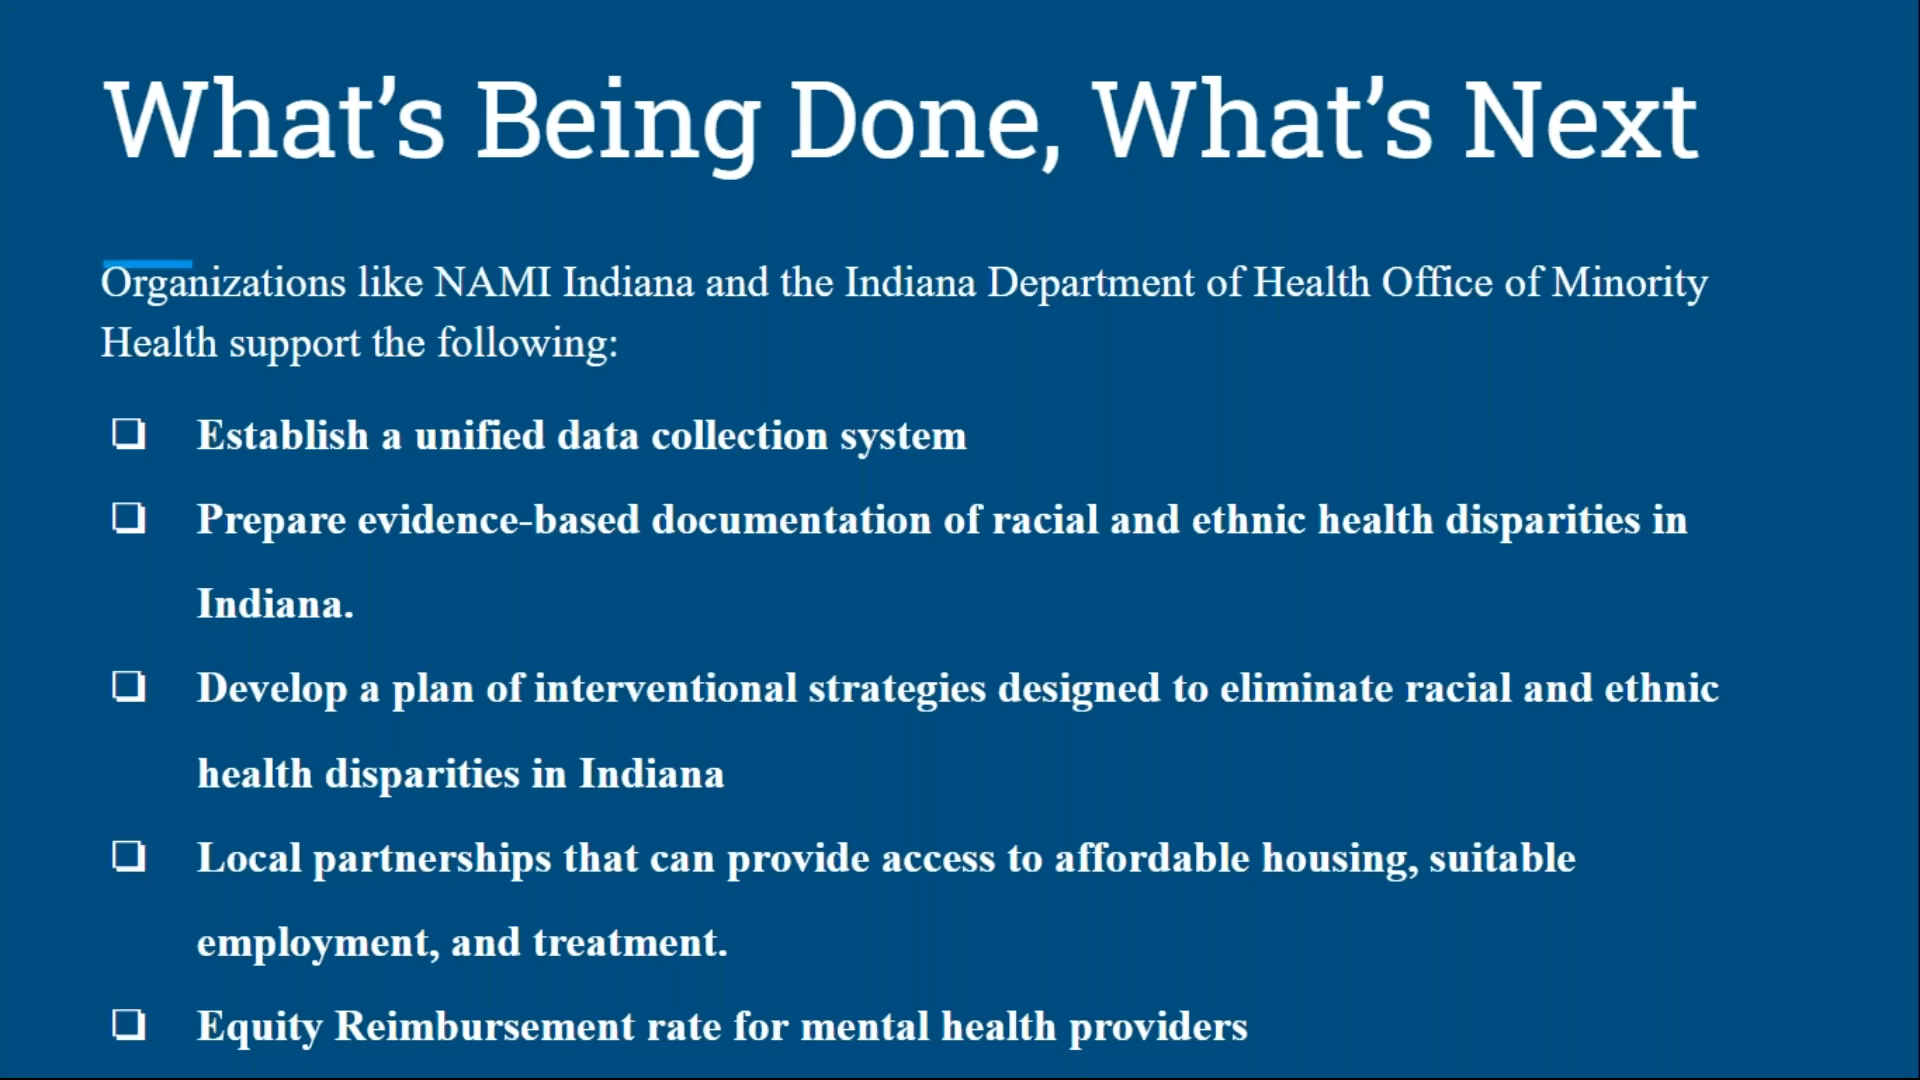 What’s Being Done, What’s Next
Organizations like NAMI Indiana and the Indiana Department of Health Office of Minority
Health support the following:
❏ Establish a unified data collection system
❏ Prepare evidence-based documentation of racial and ethnic health disparities in
Indiana.
❏ Develop a plan of interventional strategies designed to eliminate racial and ethnic
health disparities in Indiana
❏ Local partnerships that can provide access to affordable housing, suitable
employment, and treatment.
❏ Equity Reimbursement rate for mental health providers